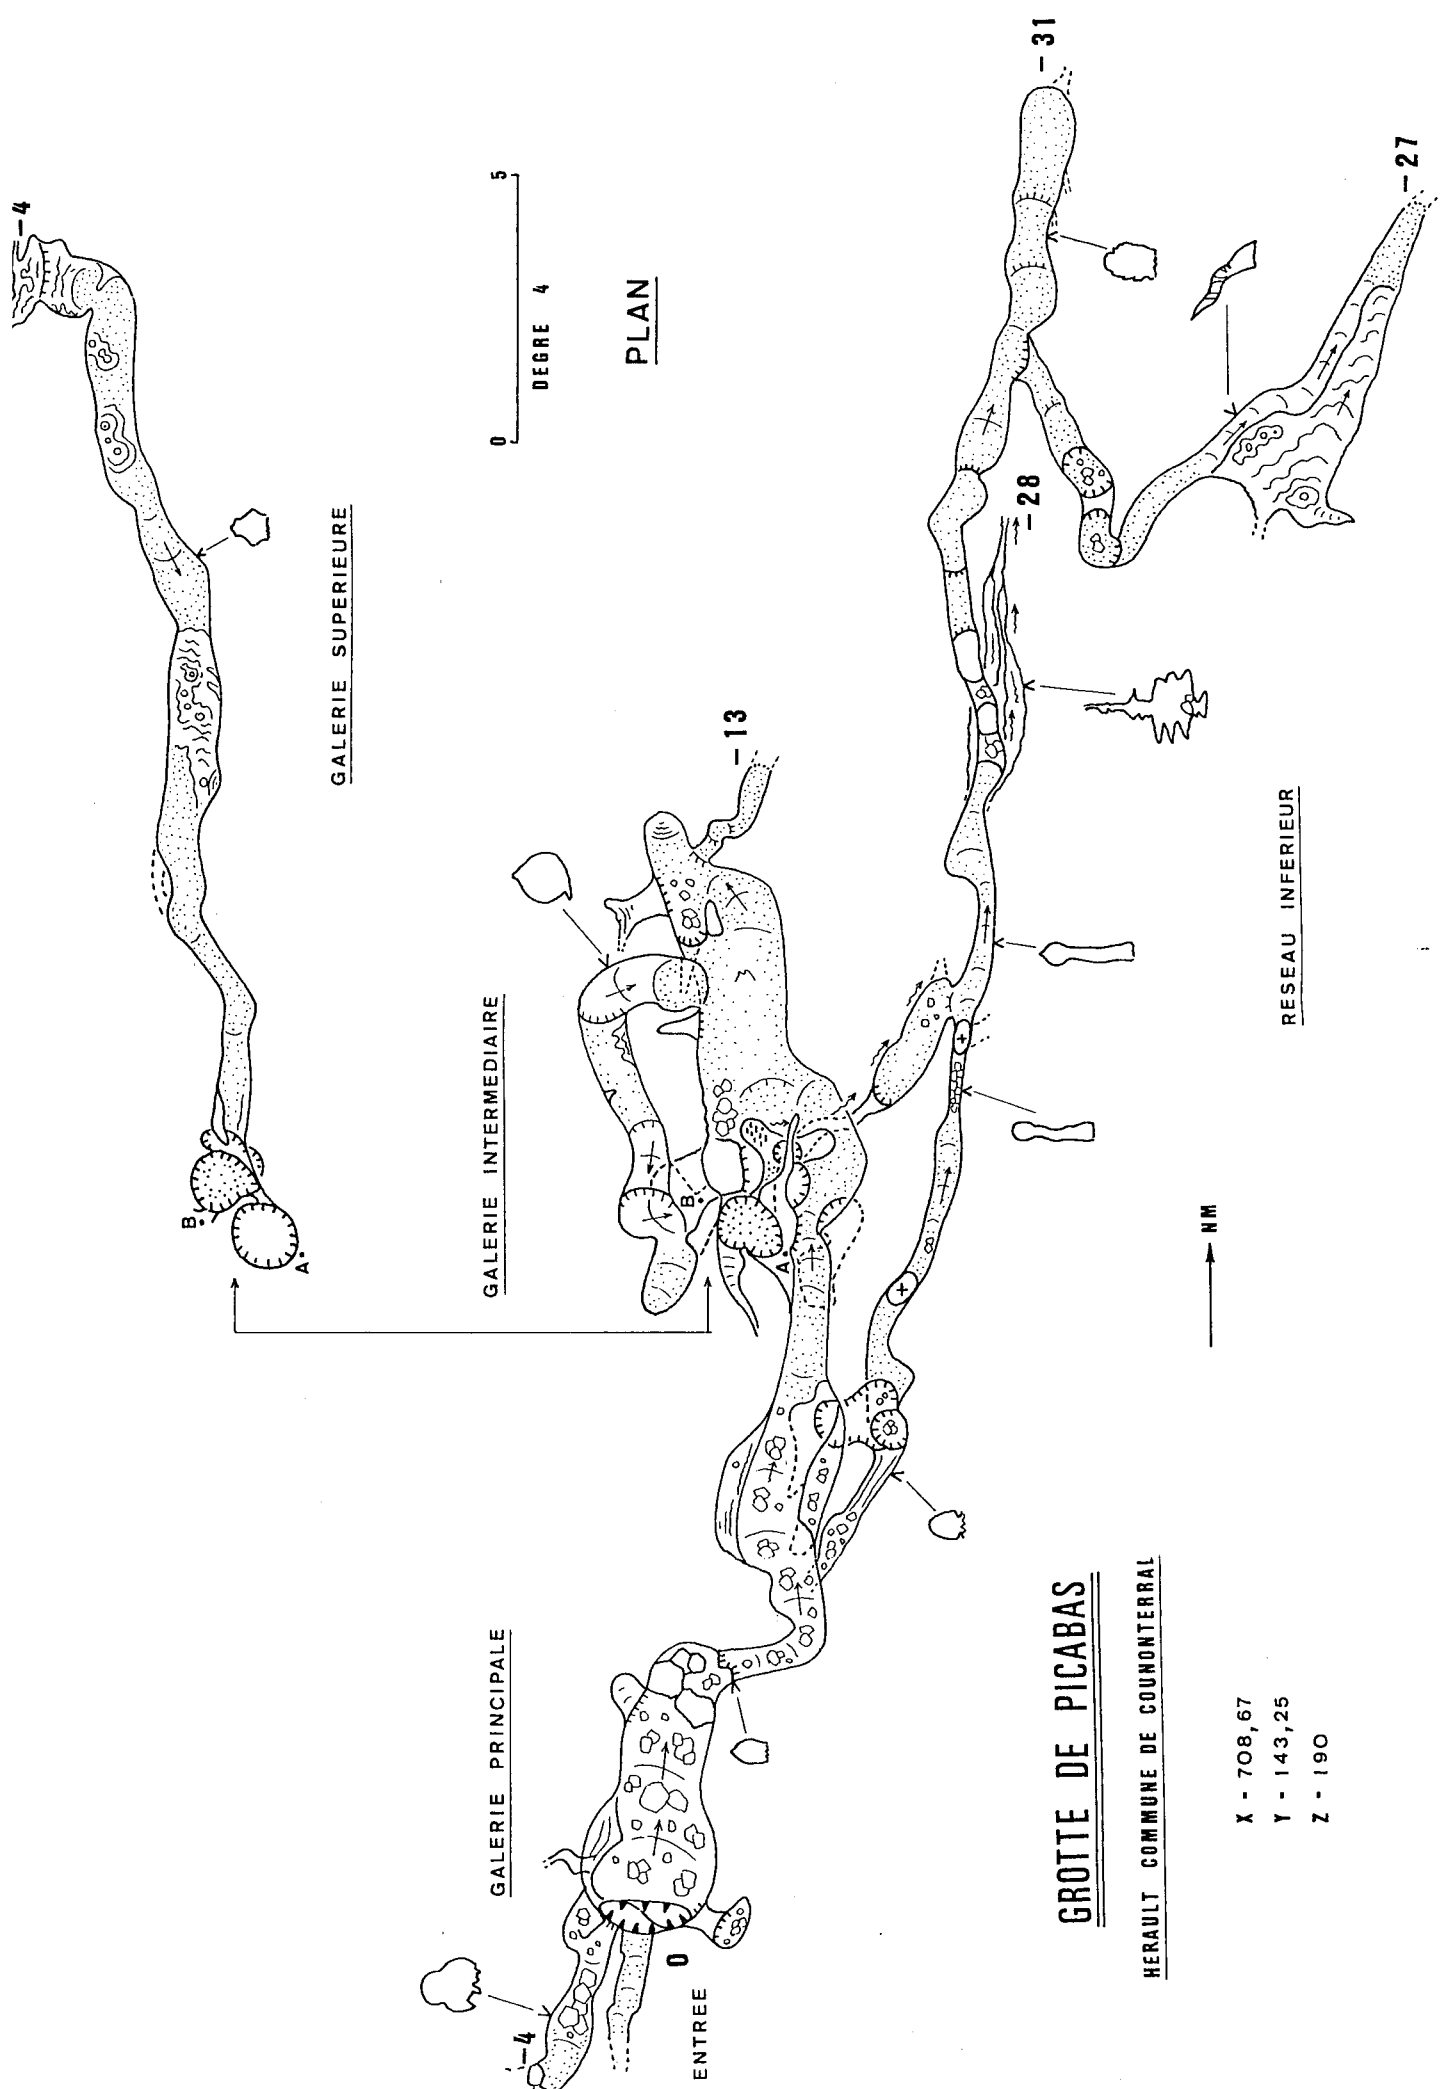 -4
GALERIE SUPERIEURE
B.
A.
0 5
DEGRE 4
PLAN
GALERIE INTERMEDIAIRE
B.
A.
-13
-31
-28
-27
RESEAU INFERIEUR
NM
GALERIE PRINCIPALE
-4
0
ENTREE
GROTTE DE PICABAS
HERAULT COMMUNE DE COUNONTERRAL
X - 708,67
Y - 143,25
Z - 190